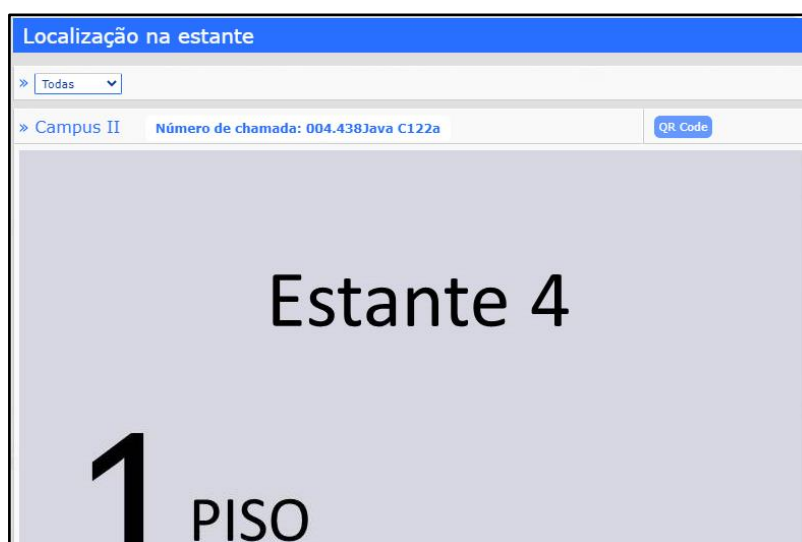 Localização na estante
» Todas
» Campus II Número de chamada: 004.438Java C122a QR Code
Estante 4
1 PISO